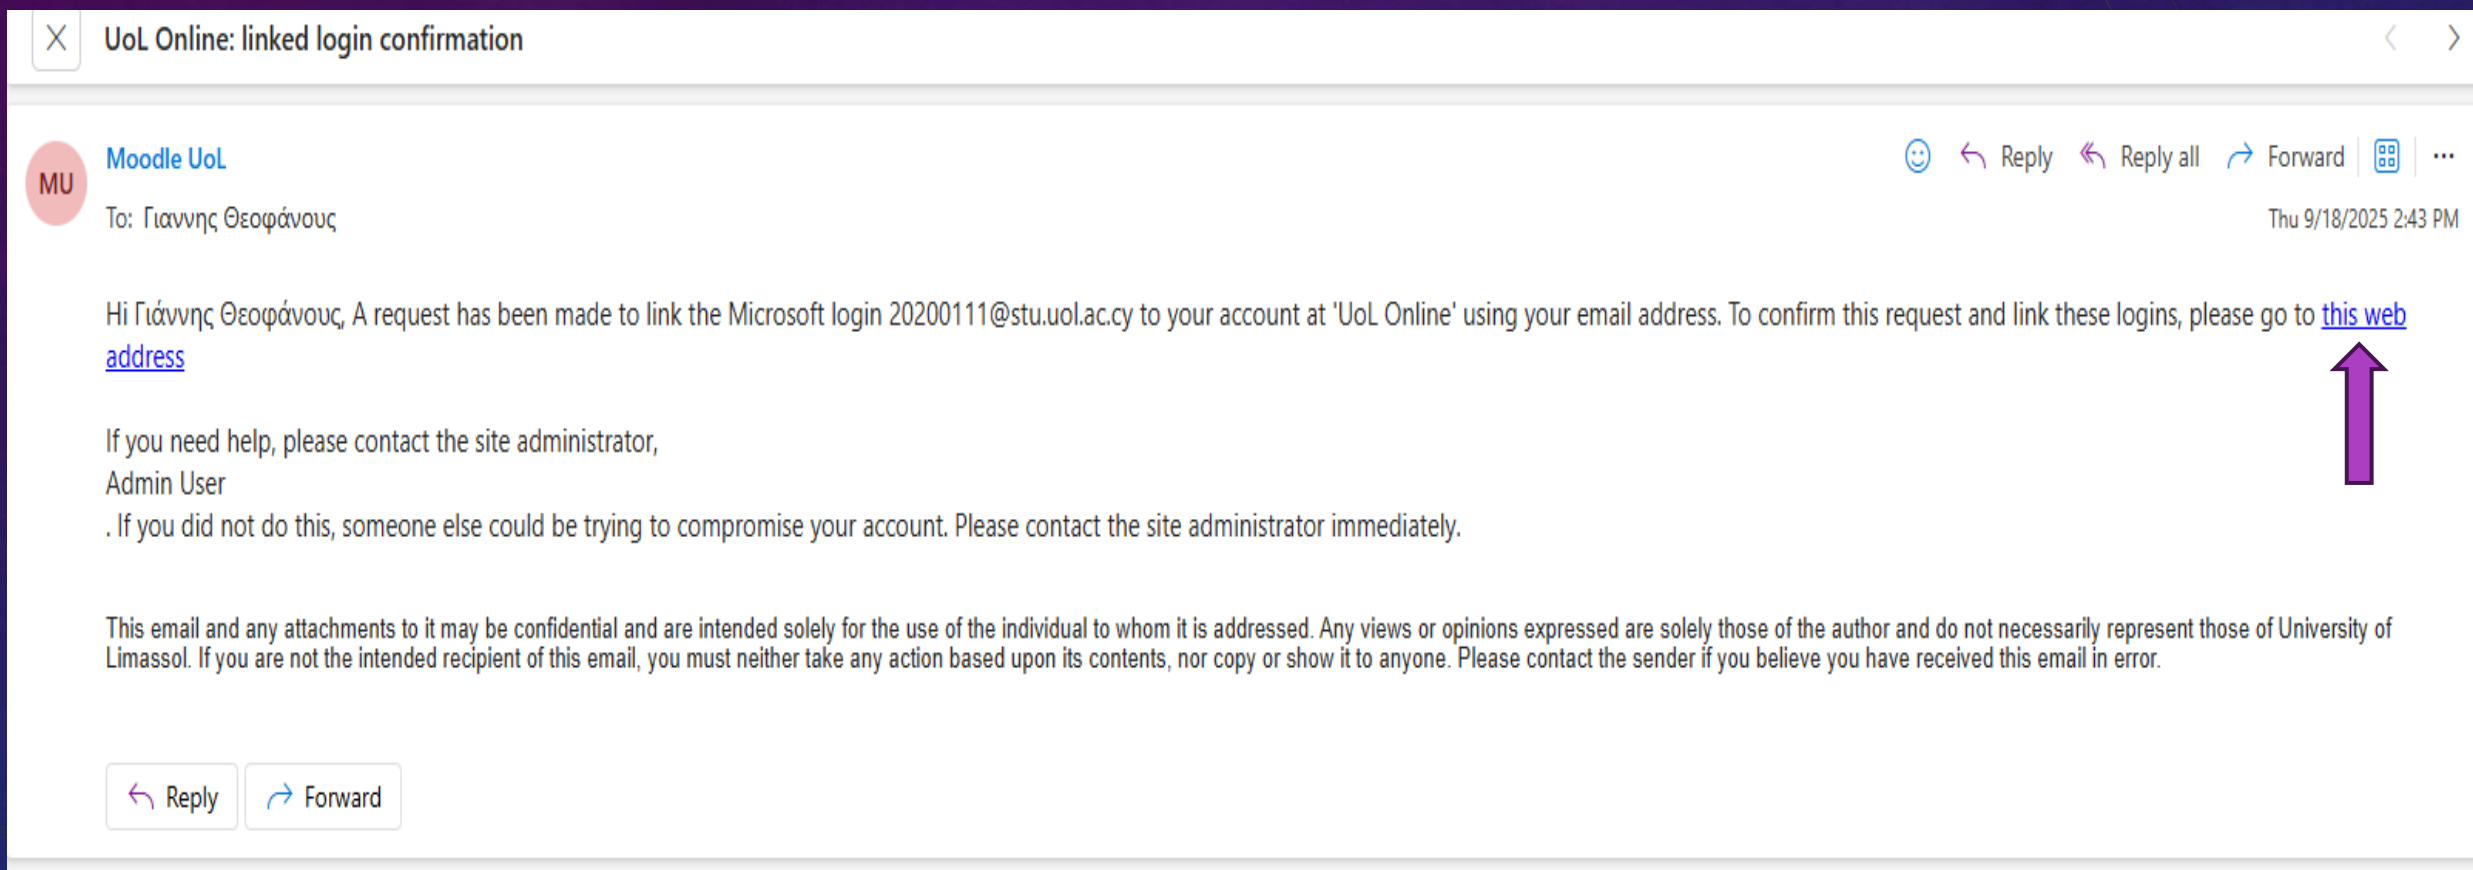 X UoL Online: linked login confirmation
MU
Moodle UoL
Reply Reply all Forward
To: Γιαννης Θεοφάνους
Thu 9/18/2025 2:43 PM
Hi Γιάννης Θεοφάνους, A request has been made to link the Microsoft login 20200111@stu.uol.ac.cy to your account at 'UoL Online' using your email address. To confirm this request and link these logins, please go to this web
address
If you need help, please contact the site administrator,
Admin User
. If you did not do this, someone else could be trying to compromise your account. Please contact the site administrator immediately.
This email and any attachments to it may be confidential and are intended solely for the use of the individual to whom it is addressed. Any views or opinions expressed are solely those of the author and do not necessarily represent those of University of
Limassol. If you are not the intended recipient of this email, you must neither take any action based upon its contents, nor copy or show it to anyone. Please contact the sender if you believe you have received this email in error.
Reply Forward